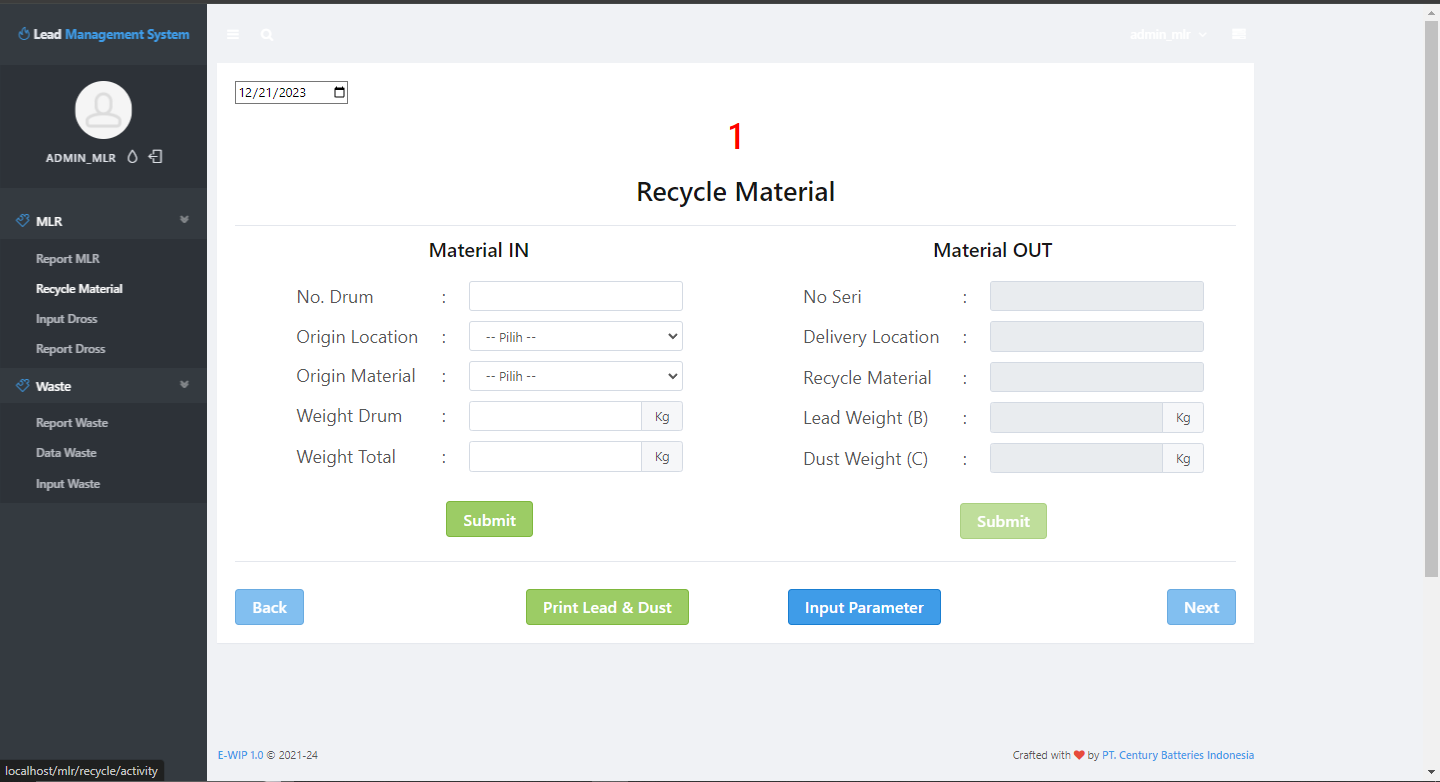 Lead Management System
admin_mlr
ADMIN_MLR
MLR
Report MLR
Recycle Material
Input Dross
Report Dross
Waste
Report Waste
Data Waste
Input Waste
12/21/2023
1
Recycle Material
Material IN
No. Drum :
Origin Location : -- Pilih --
Origin Material : -- Pilih --
Weight Drum : Kg
Weight Total : Kg
Submit
Material OUT
No Seri :
Delivery Location :
Recycle Material :
Lead Weight (B) : Kg
Dust Weight (C) : Kg
Submit
Back Print Lead & Dust Input Parameter Next
E-WIP 1.0 © 2021-24 Crafted with ❤ by PT. Century Batteries Indonesia
localhost/mlr/recycle/activity